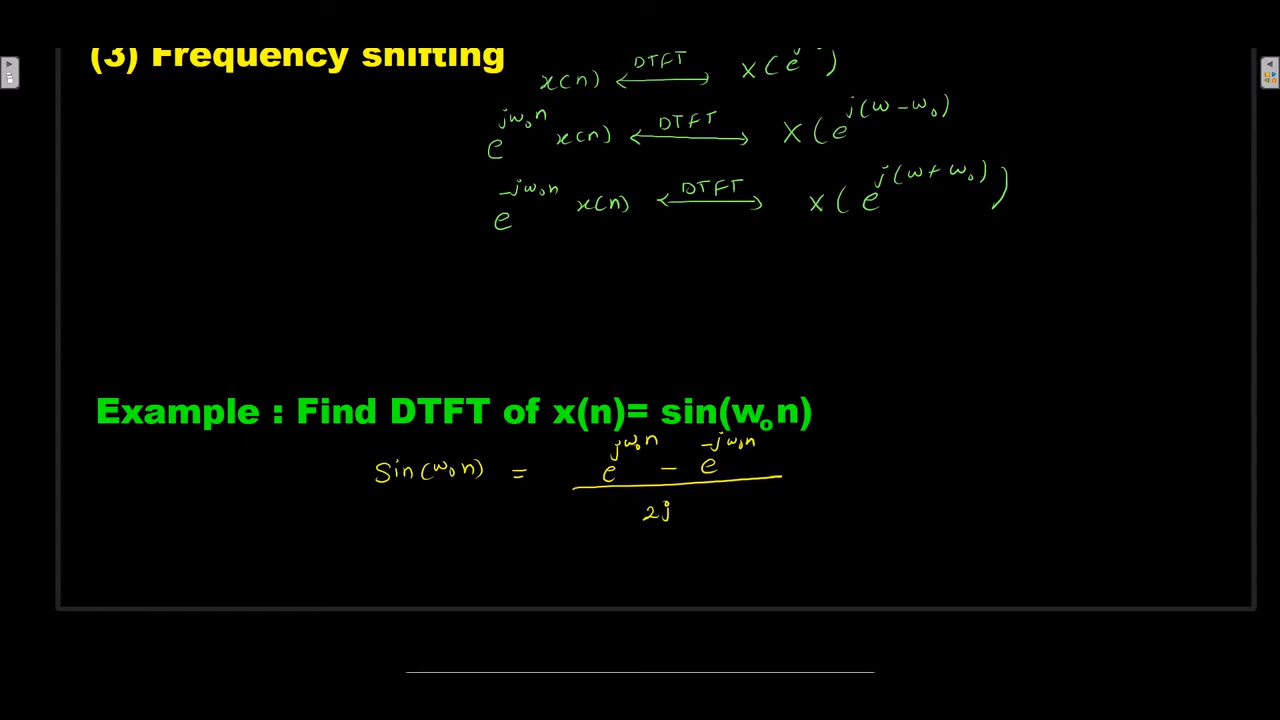 (3) Frequency shifting
x(n) ⟷ DTFT X(e^j
e^{jω₀n} x(n) ⟷ DTFT X(e^{j(ω-ω₀)}
e^{-jω₀n} x(n) ⟷ DTFT X(e^{j(ω+ω₀)})
Example : Find DTFT of x(n)= sin(w₀n)
Sin(ω₀n) = (e^{jω₀n} - e^{-jω₀n}) / 2j